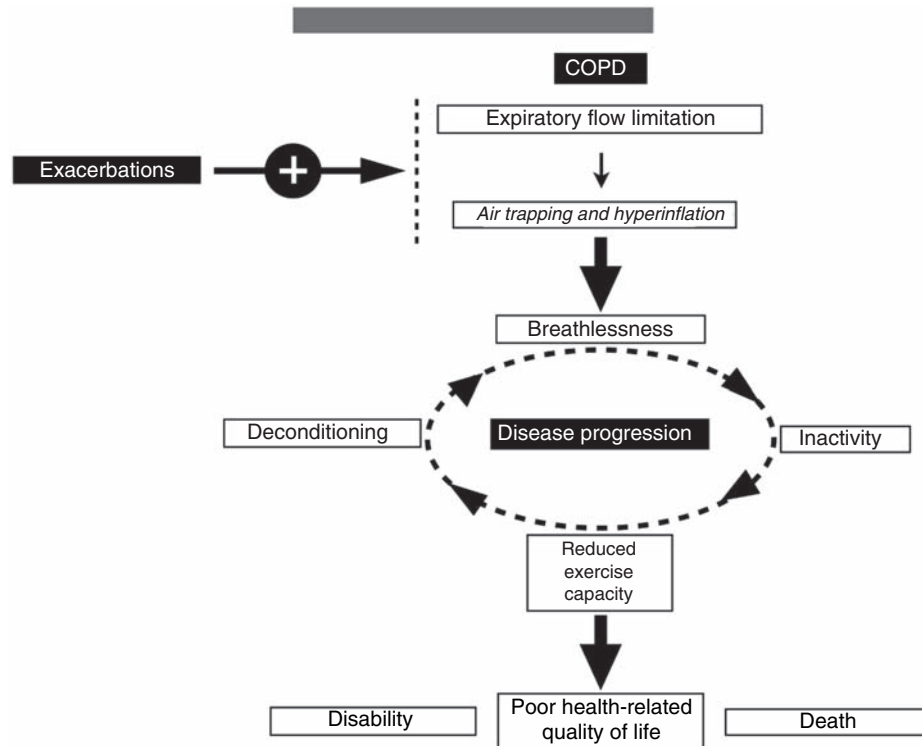 COPD
Expiratory flow limitation
Exacerbations
+
Air trapping and hyperinflation
Breathlessness
Deconditioning
Disease progression
Inactivity
Reduced
exercise
capacity
Disability
Poor health-related
quality of life
Death